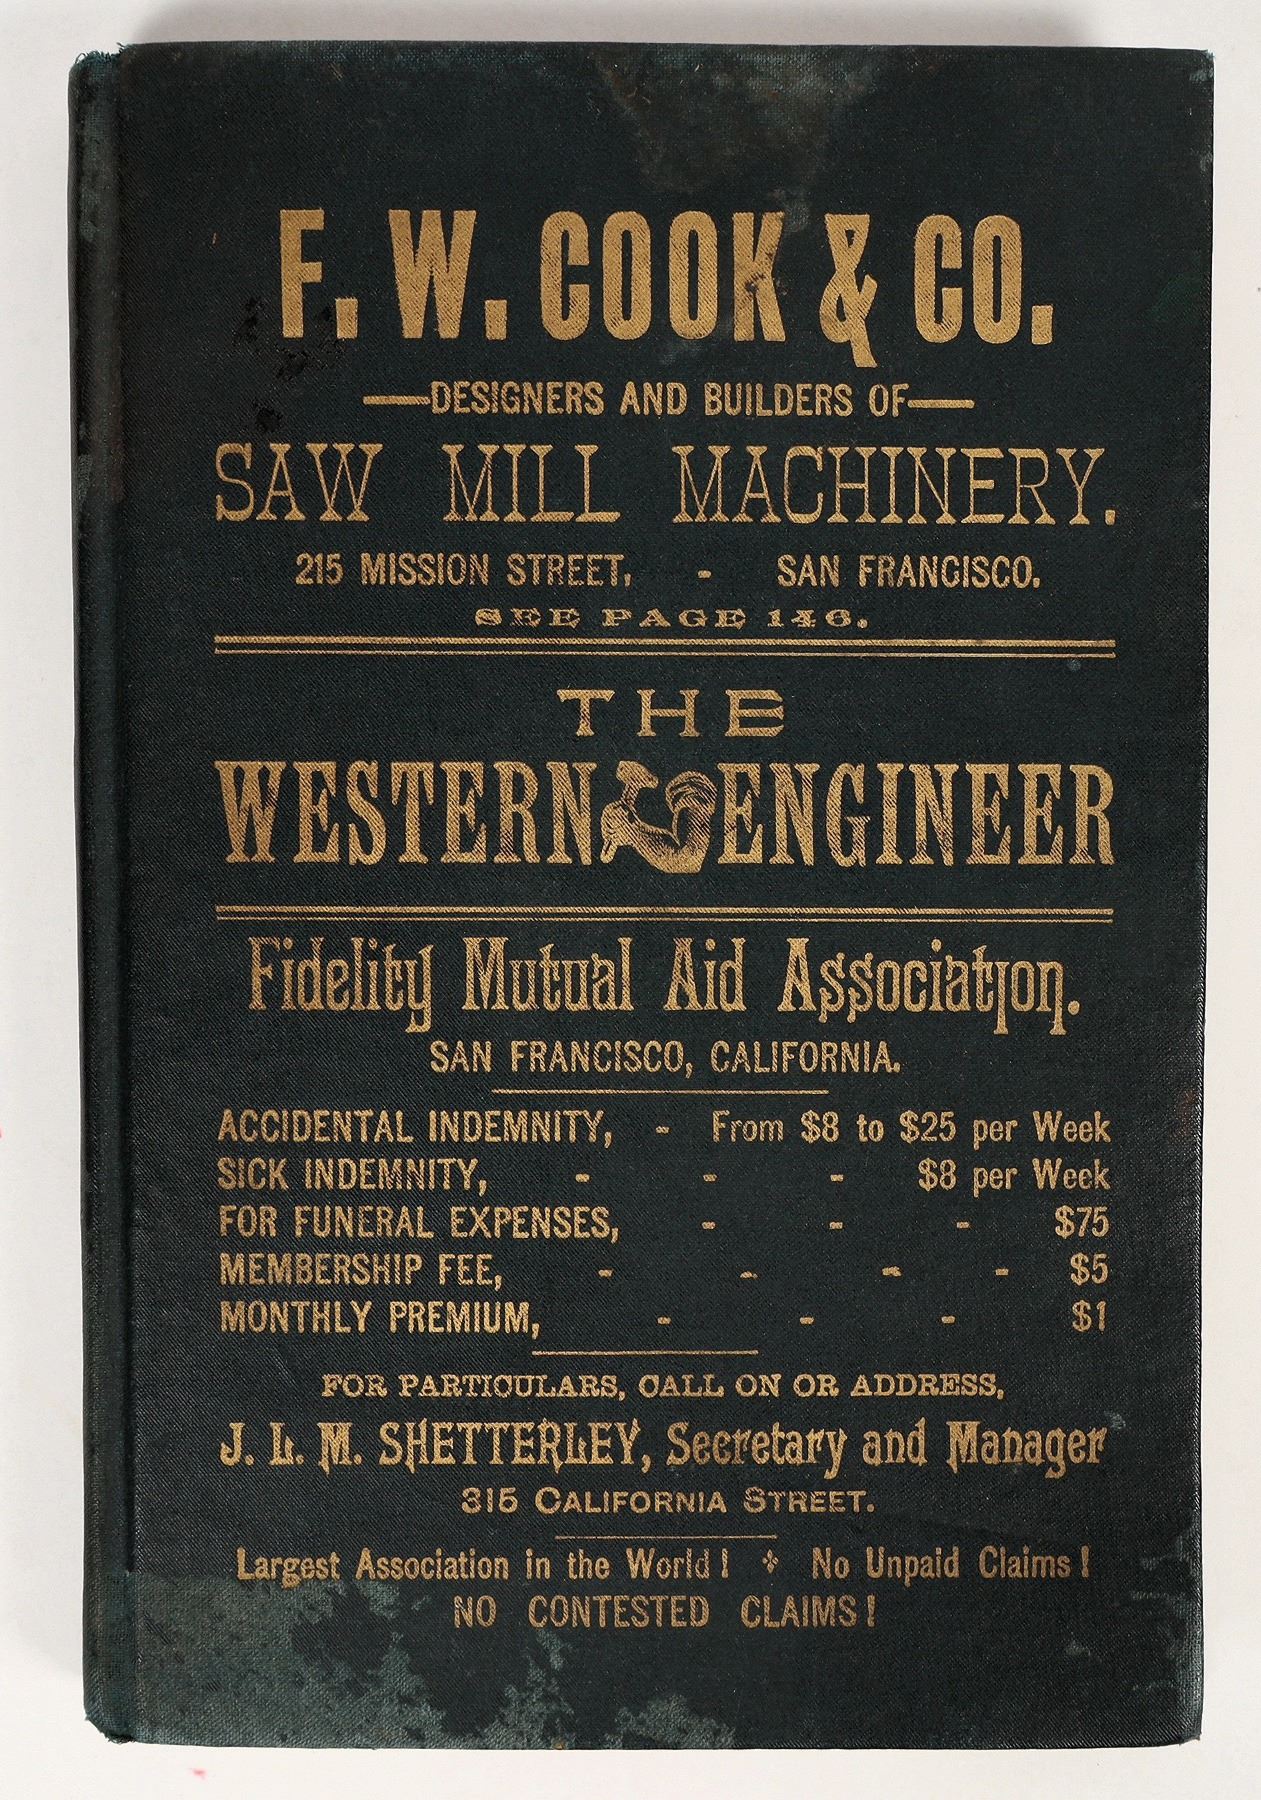 F. W. COOK & CO.
—DESIGNERS AND BUILDERS OF—
SAW MILL MACHINERY.
215 MISSION STREET, - SAN FRANCISCO.
SEE PAGE 146.
THE
WESTERN ENGINEER
Fidelity Mutual Aid Association.
SAN FRANCISCO, CALIFORNIA.
ACCIDENTAL INDEMNITY, - From $8 to $25 per Week
SICK INDEMNITY, - - - $8 per Week
FOR FUNERAL EXPENSES, - - - $75
MEMBERSHIP FEE, - - - - $5
MONTHLY PREMIUM, - - - $1
FOR PARTICULARS, CALL ON OR ADDRESS,
J. L. M. SHETTERLEY, Secretary and Manager
315 CALIFORNIA STREET.
Largest Association in the World! No Unpaid Claims!
NO CONTESTED CLAIMS!